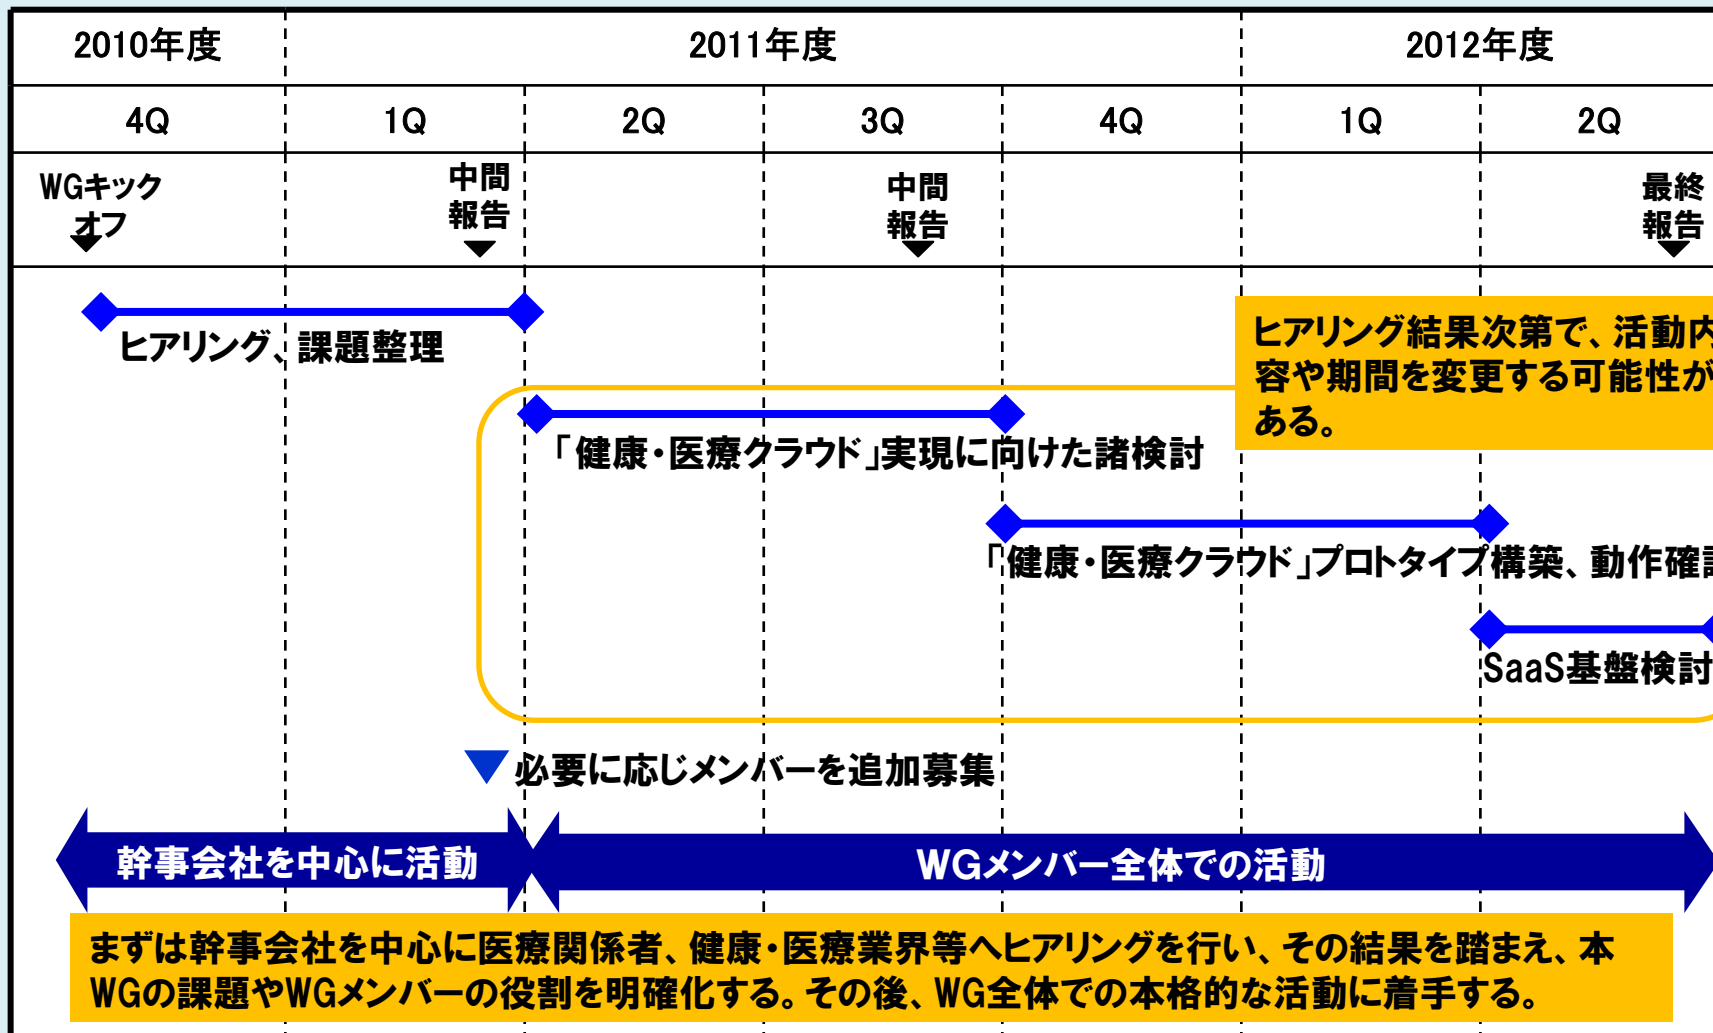 2010年度 2011年度 2012年度
4Q 1Q 2Q 3Q 4Q 1Q 2Q
WGキック
オフ
中間
報告
中間
報告
最終
報告
ヒアリング、課題整理
ヒアリング結果次第で、活動内
容や期間を変更する可能性が
ある。
「健康・医療クラウド」実現に向けた諸検討
「健康・医療クラウド」プロトタイプ構築、動作確認
SaaS基盤検討
必要に応じメンバーを追加募集
幹事会社を中心に活動
WGメンバー全体での活動
まずは幹事会社を中心に医療関係者、健康・医療業界等へヒアリングを行い、その結果を踏まえ、本
WGの課題やWGメンバーの役割を明確化する。その後、WG全体での本格的な活動に着手する。